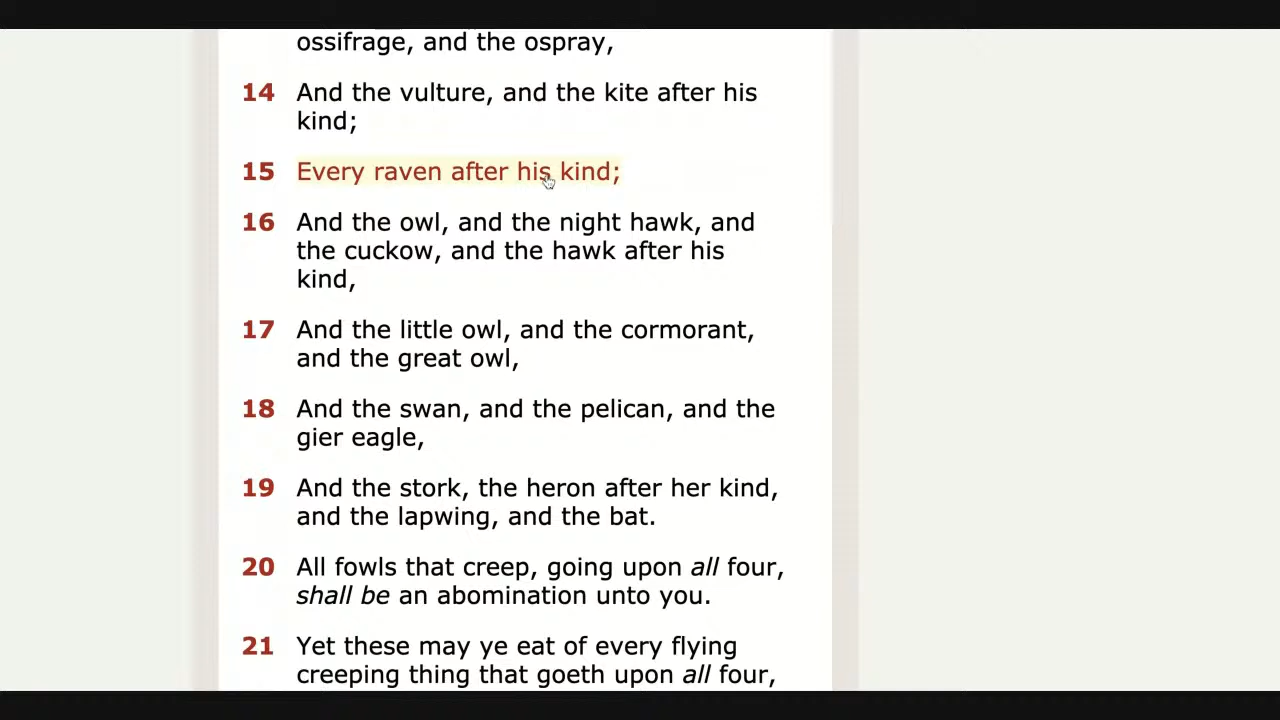 ossifrage, and the ospray,
14 And the vulture, and the kite after his
kind;
15 Every raven after his kind;
16 And the owl, and the night hawk, and
the cuckow, and the hawk after his
kind,
17 And the little owl, and the cormorant,
and the great owl,
18 And the swan, and the pelican, and the
gier eagle,
19 And the stork, the heron after her kind,
and the lapwing, and the bat.
20 All fowls that creep, going upon all four,
shall be an abomination unto you.
21 Yet these may ye eat of every flying
creeping thing that goeth upon all four,